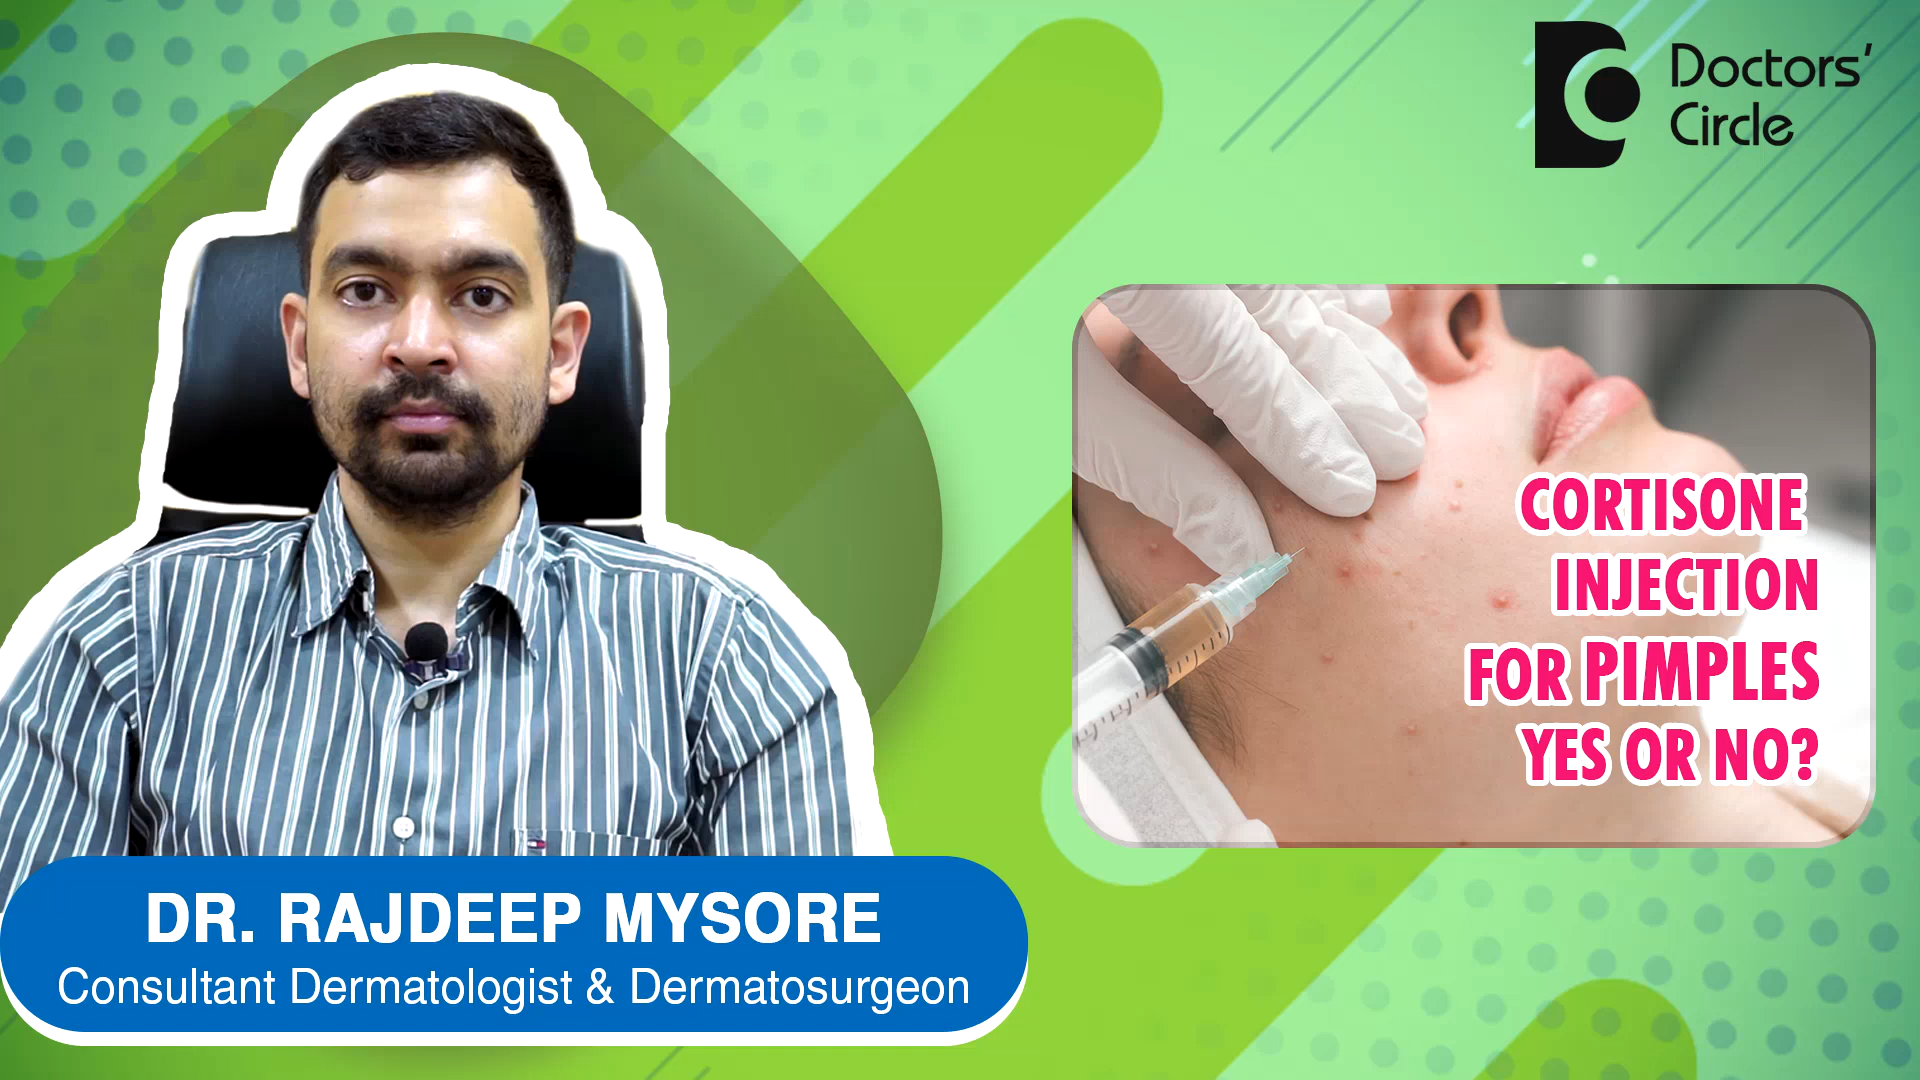 Doctors'
Circle
CORTISONE
INJECTION
FOR PIMPLES
YES OR NO?
DR. RAJDEEP MYSORE
Consultant Dermatologist & Dermatosurgeon